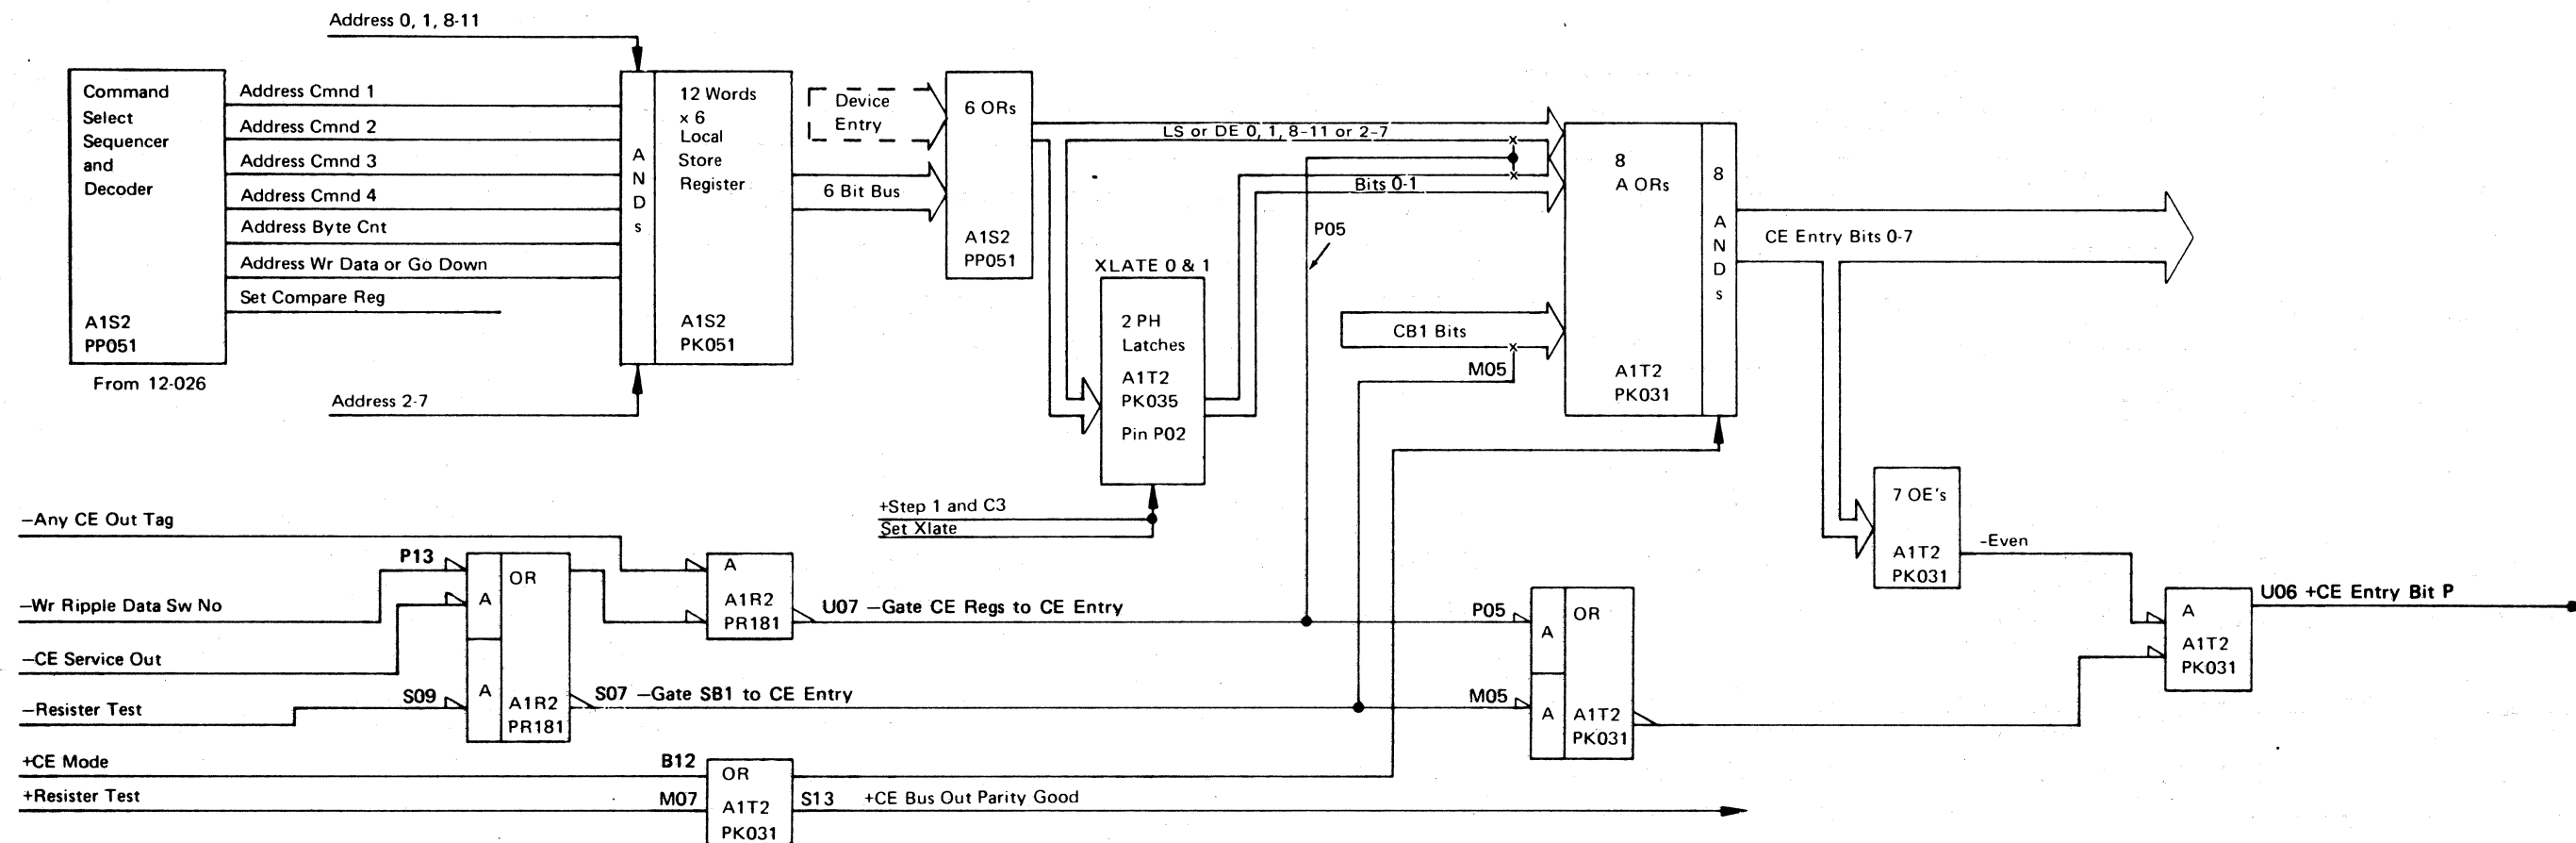 Address 0, 1, 8-11
Command
Select
Sequencer
and
Decoder
A1S2
PP051
From 12-026
Address Cmnd 1
Address Cmnd 2
Address Cmnd 3
Address Cmnd 4
Address Byte Cnt
Address Wr Data or Go Down
Set Compare Reg
Address 2-7
A
N
D
s
12 Words
x 6
Local
Store
Register
A1S2
PK051
Device
Entry
6 Bit Bus
6 ORs
A1S2
PP051
LS or DE 0, 1, 8-11 or 2-7
Bits 0-1
P05
XLATE 0 & 1
2 PH
Latches
A1T2
PK035
Pin P02
+Step 1 and C3
Set Xlate
CB1 Bits
M05
8
A ORs
A1T2
PK031
8
A
N
D
s
CE Entry Bits 0-7
7 OE's
A1T2
PK031
-Even
—Any CE Out Tag
P13
—Wr Ripple Data Sw No
—CE Service Out
S09
—Resister Test
A
A
OR
A1R2
PR181
A
A1R2
PR181
U07 —Gate CE Regs to CE Entry
S07 —Gate SB1 to CE Entry
P05
M05
A
A
OR
A1T2
PK031
A
A1T2
PK031
U06 +CE Entry Bit P
+CE Mode
B12
+Resister Test
M07
OR
A1T2
PK031
S13 +CE Bus Out Parity Good